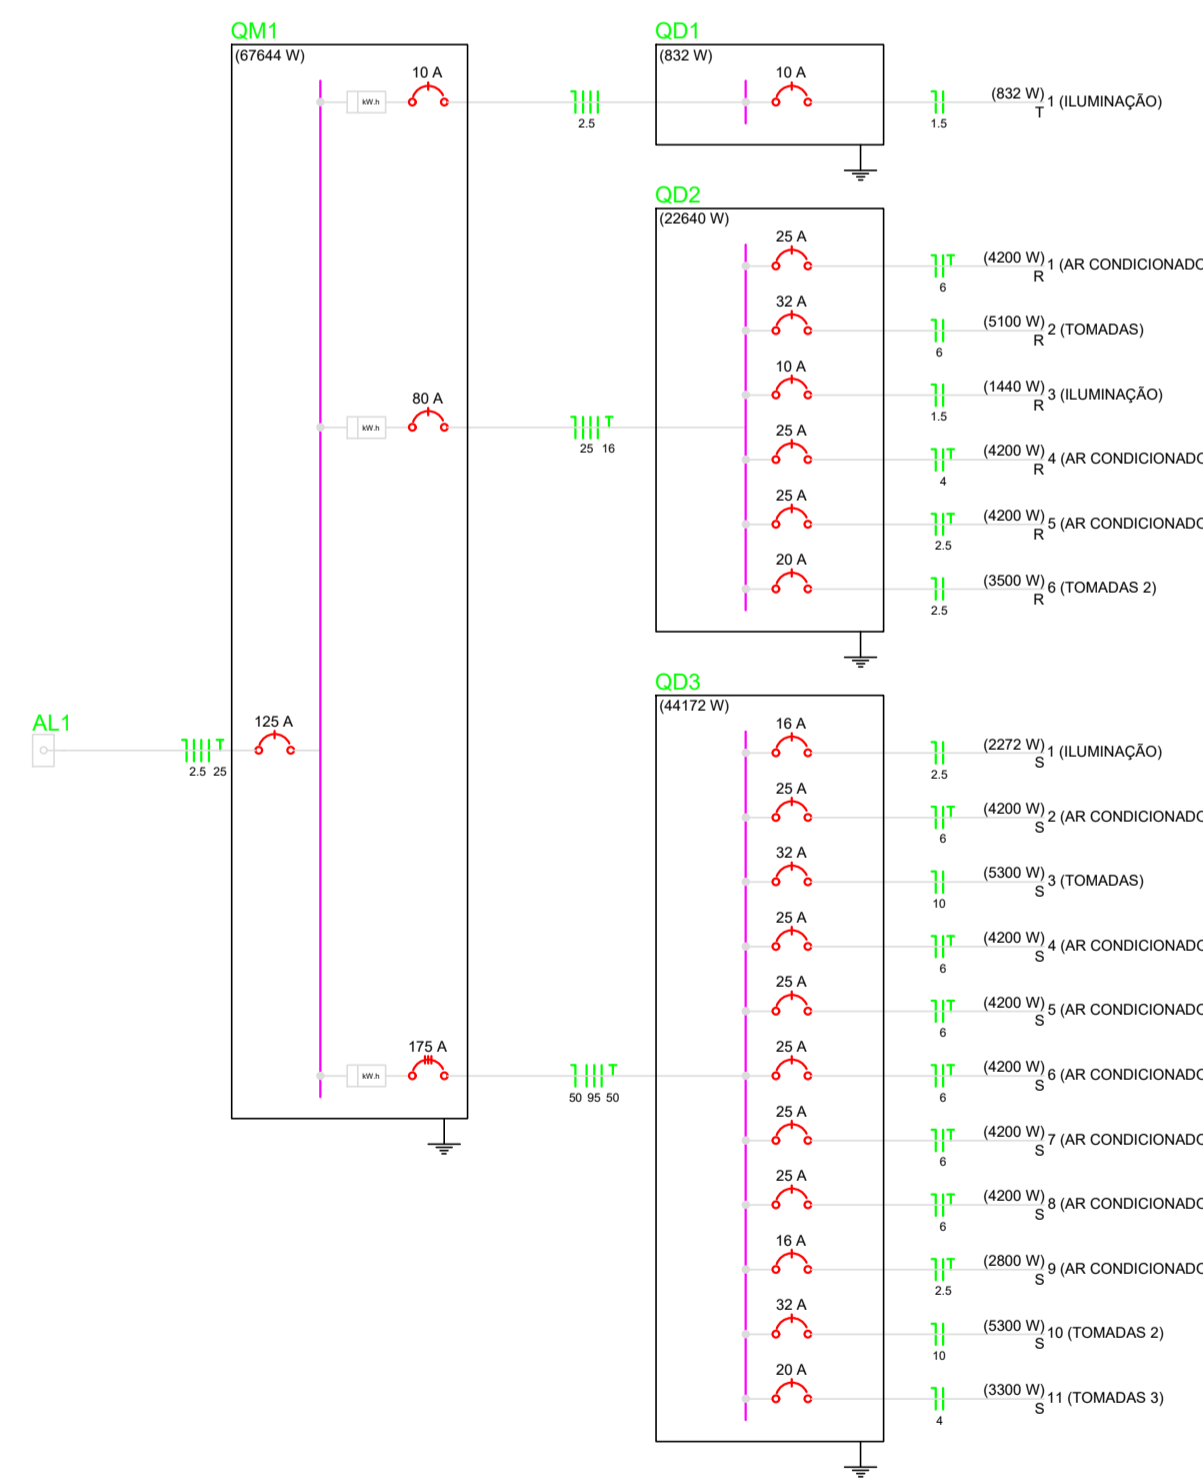 QM1
(67644 W)
10 A
kW.h
2.5
80 A
kW.h
25 16
AL1
2.5 25
T
125 A
175 A
kW.h
50 95 50
T
T
QD1
(832 W)
10 A
1.5
(832 W) 1 (ILUMINAÇÃO)
T
QD2
(22640 W)
25 A
T
6
(4200 W) 1 (AR CONDICIONADO
R
32 A
6
(5100 W) 2 (TOMADAS)
R
10 A
1.5
(1440 W) 3 (ILUMINAÇÃO)
R
25 A
T
4
(4200 W) 4 (AR CONDICIONADO
R
25 A
T
2.5
(4200 W) 5 (AR CONDICIONADO
R
20 A
2.5
(3500 W) 6 (TOMADAS 2)
R
QD3
(44172 W)
16 A
2.5
(2272 W) 1 (ILUMINAÇÃO)
S
25 A
T
6
(4200 W) 2 (AR CONDICIONADO
S
32 A
10
(5300 W) 3 (TOMADAS)
S
25 A
T
6
(4200 W) 4 (AR CONDICIONADO
S
25 A
T
6
(4200 W) 5 (AR CONDICIONADO
S
25 A
T
6
(4200 W) 6 (AR CONDICIONADO
S
25 A
T
6
(4200 W) 7 (AR CONDICIONADO
S
25 A
T
6
(4200 W) 8 (AR CONDICIONADO
S
16 A
T
2.5
(2800 W) 9 (AR CONDICIONADO
S
32 A
10
(5300 W) 10 (TOMADAS 2)
S
20 A
4
(3300 W) 11 (TOMADAS 3)
S